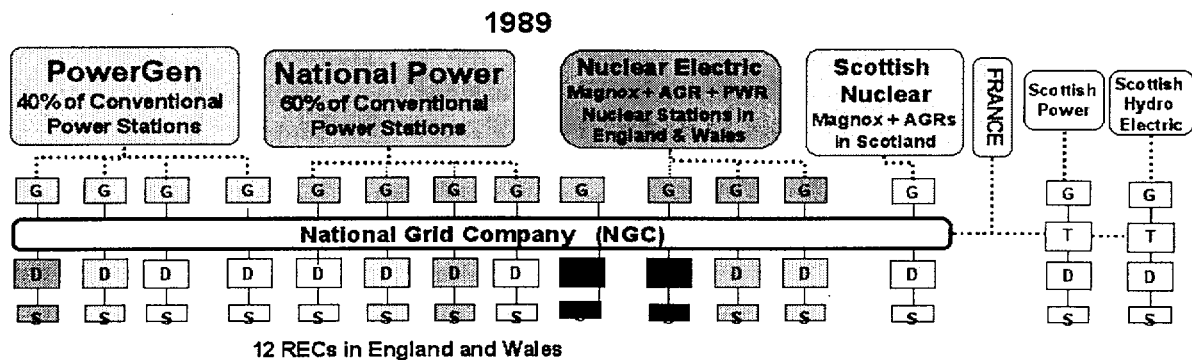 1989
PowerGen
40% of Conventional
Power Stations
National Power
60% of Conventional
Power Stations
Nuclear Electric
Magnox + AGR + PWR
Nuclear Stations in
England & Wales
Scottish
Nuclear
Magnox + AGRs
in Scotland
FRANCE
Scottish
Power
Scottish
Hydro
Electric
G G G G G G G G G G G G G G G
National Grid Company (NGC) T T
D D D D D D D D D D D D D
S S S S S S S S S S S S S
12 RECs in England and Wales